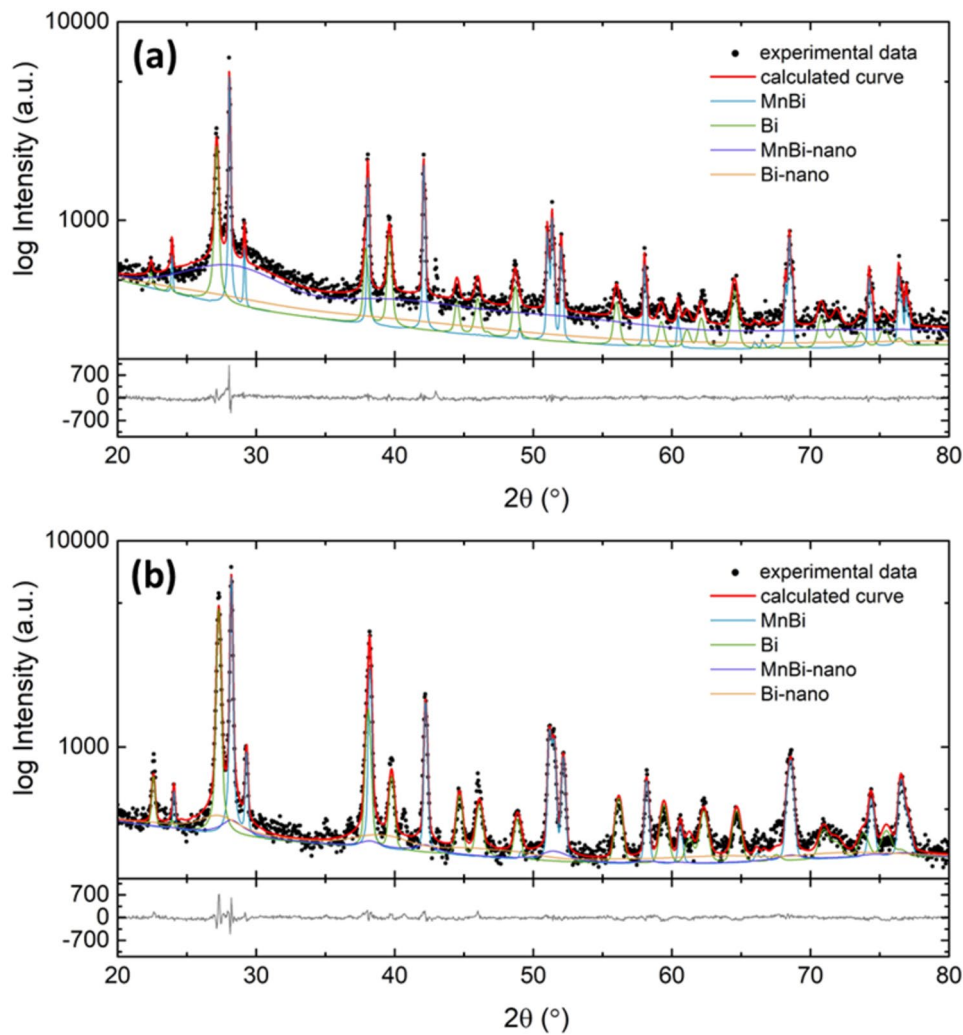 10000
(a)
experimental data
calculated curve
MnBi
Bi
MnBi-nano
Bi-nano
log Intensity (a.u.)
1000
700
0
-700
20 30 40 50 60 70 80
2θ (°)
10000
(b)
experimental data
calculated curve
MnBi
Bi
MnBi-nano
Bi-nano
log Intensity (a.u.)
1000
700
0
-700
20 30 40 50 60 70 80
2θ (°)